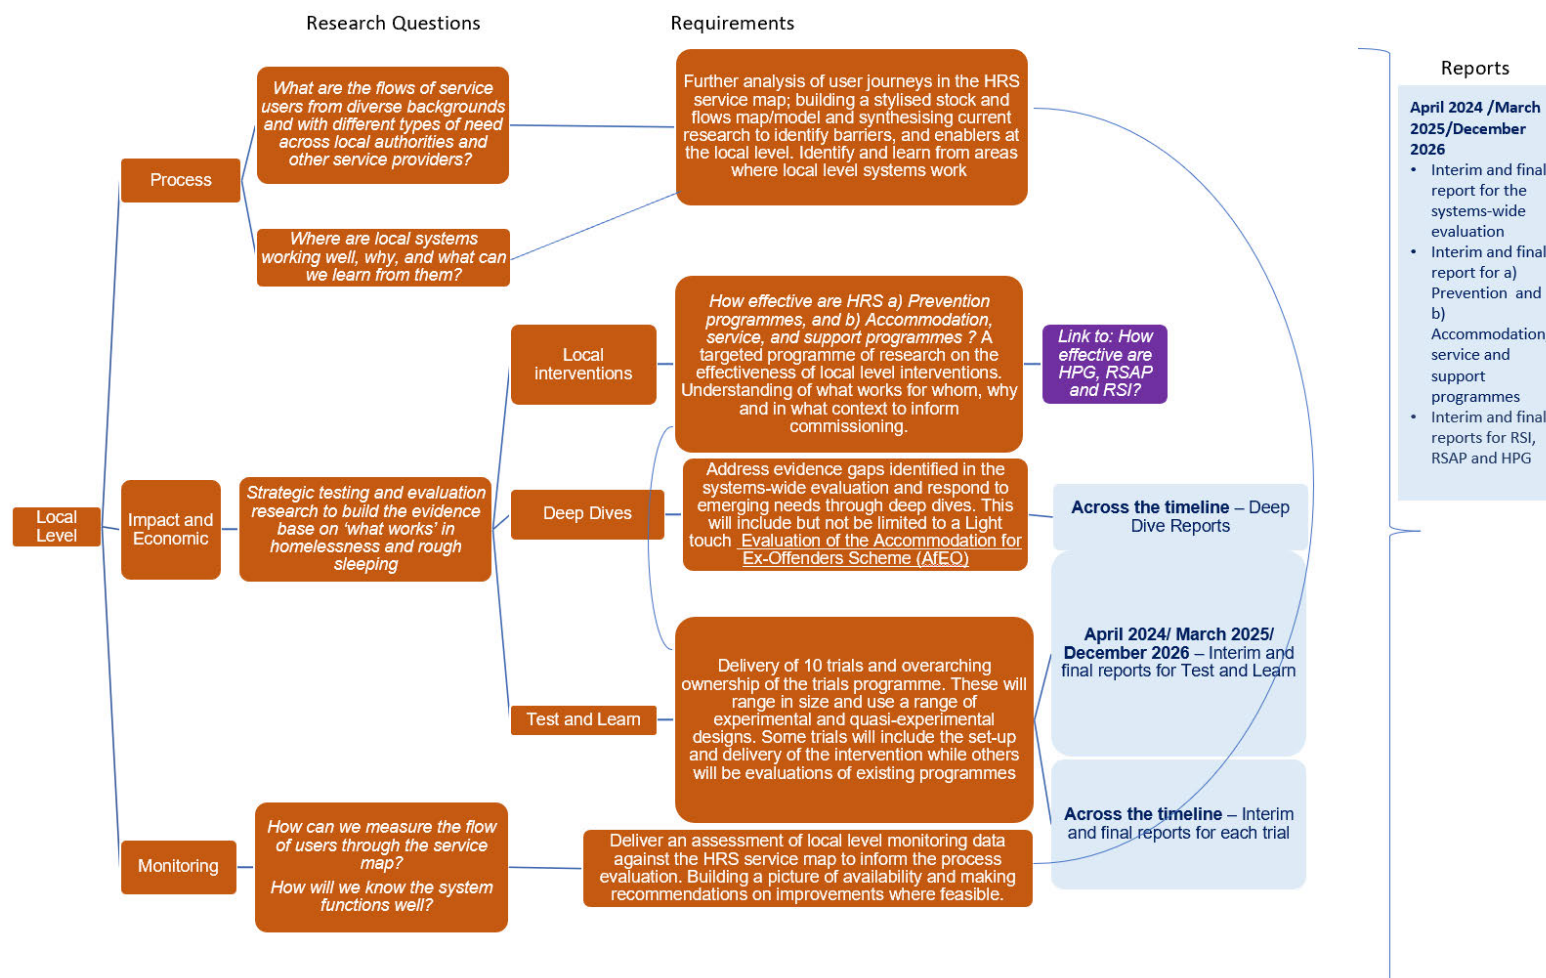 Research Questions
Requirements
Reports
What are the flows of service
users from diverse backgrounds
and with different types of need
across local authorities and
other service providers?
Further analysis of user journeys in the HRS
service map; building a stylised stock and
flows map/model and synthesising current
research to identify barriers, and enablers at
the local level. Identify and learn from areas
where local level systems work
Process
Where are local systems
working well, why, and what can
we learn from them?
Local
interventions
How effective are HRS a) Prevention
programmes, and b) Accommodation,
service, and support programmes ? A
targeted programme of research on the
effectiveness of local level interventions.
Understanding of what works for whom, why
and in what context to inform
commissioning.
Link to: How
effective are
HPG, RSAP
and RSI?
Local
Level
Impact and
Economic
Strategic testing and evaluation
research to build the evidence
base on ‘what works’ in
homelessness and rough
sleeping
Deep Dives
Address evidence gaps identified in the
systems-wide evaluation and respond to
emerging needs through deep dives. This
will include but not be limited to a Light
touch  Evaluation of the Accommodation for
Ex-Offenders Scheme (AfEO)
Across the timeline – Deep
Dive Reports
Test and Learn
Delivery of 10 trials and overarching
ownership of the trials programme. These will
range in size and use a range of
experimental and quasi-experimental
designs. Some trials will include the set-up
and delivery of the intervention while others
will be evaluations of existing programmes
April 2024/ March 2025/
December 2026 – Interim and
final reports for Test and Learn
Across the timeline – Interim
and final reports for each trial
Monitoring
How can we measure the flow
of users through the service
map?
How will we know the system
functions well?
Deliver an assessment of local level monitoring data
against the HRS service map to inform the process
evaluation. Building a picture of availability and making
recommendations on improvements where feasible.
April 2024 /March
2025/December
2026
• Interim and final
report for the
systems-wide
evaluation
• Interim and final
report for a)
Prevention and
b)
Accommodation,
service and
support
programmes
• Interim and final
reports for RSI,
RSAP and HPG